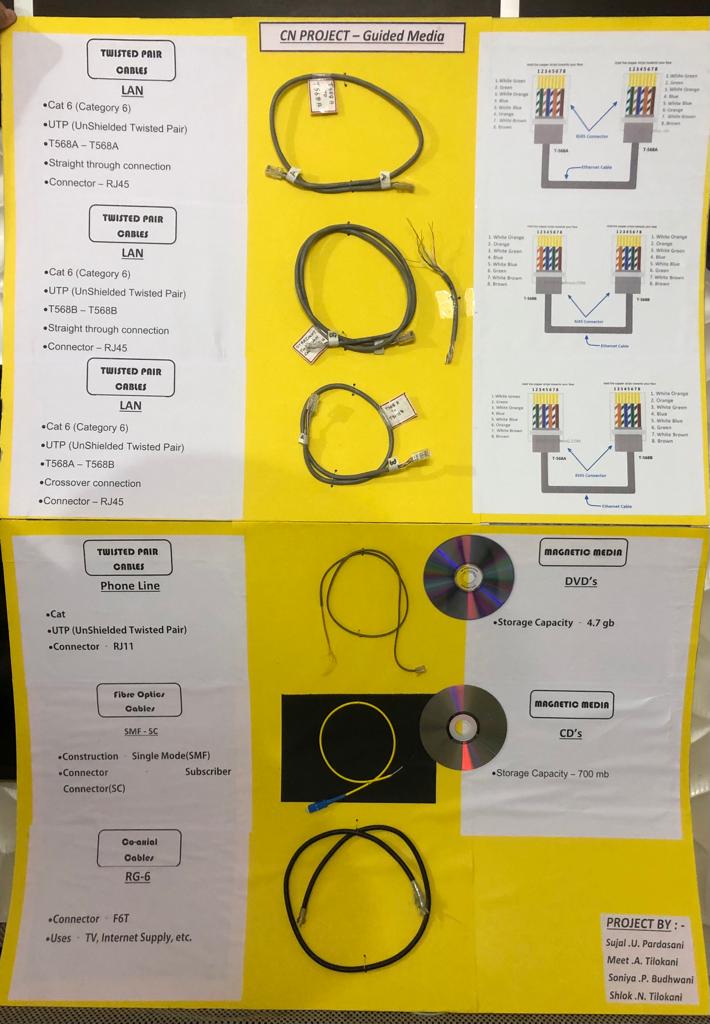 CN PROJECT – Guided Media
TWISTED PAIR
CABLES
LAN
•Cat 6 (Category 6)
•UTP (UnShielded Twisted Pair)
•T568A – T568A
•Straight through connection
•Connector – RJ45
TWISTED PAIR
CABLES
LAN
•Cat 6 (Category 6)
•UTP (UnShielded Twisted Pair)
•T568B – T568B
•Straight through connection
•Connector – RJ45
TWISTED PAIR
CABLES
LAN
•Cat 6 (Category 6)
•UTP (UnShielded Twisted Pair)
•T568A – T568B
•Crossover connection
•Connector – RJ45
A
B
12345678
12345678
1. White Green
2. Green
3. White Orange
4. Blue
5. White Blue
6. Orange
7. White Brown
8. Brown
1. White Green
2. Green
3. White Orange
4. Blue
5. White Blue
6. Orange
7. White Brown
8. Brown
RJ45 Connector
T-568A
T-568A
Ethernet Cable
12345678
12345678
1. White Orange
2. Orange
3. White Green
4. Blue
5. White Blue
6. Green
7. White Brown
8. Brown
1. White Orange
2. Orange
3. White Green
4. Blue
5. White Blue
6. Green
7. White Brown
8. Brown
T-568B
RJ45 Connector
T-568B
Ethernet Cable
12345678
12345678
1. White Green
2. Green
3. White Orange
4. Blue
5. White Blue
6. Orange
7. White Brown
8. Brown
1. White Orange
2. Orange
3. White Green
4. Blue
5. White Blue
6. Green
7. White Brown
8. Brown
T-568A
RJ45 Connector
T-568B
Ethernet Cable
TWISTED PAIR
CABLES
Phone Line
•Cat
•UTP (UnShielded Twisted Pair)
•Connector - RJ11
Fibre Optics
Cables
SMF - SC
•Construction - Single Mode(SMF)
•Connector - Subscriber
Connector(SC)
Co-axial
Cables
RG-6
•Connector - F6T
•Uses - TV, Internet Supply, etc.
MAGNETIC MEDIA
DVD's
•Storage Capacity - 4.7 gb
MAGNETIC MEDIA
CD's
•Storage Capacity – 700 mb
PROJECT BY : -
Sujal .U. Pardasani
Meet .A. Tilokani
Soniya .P. Budhwani
Shlok .N. Tilokani